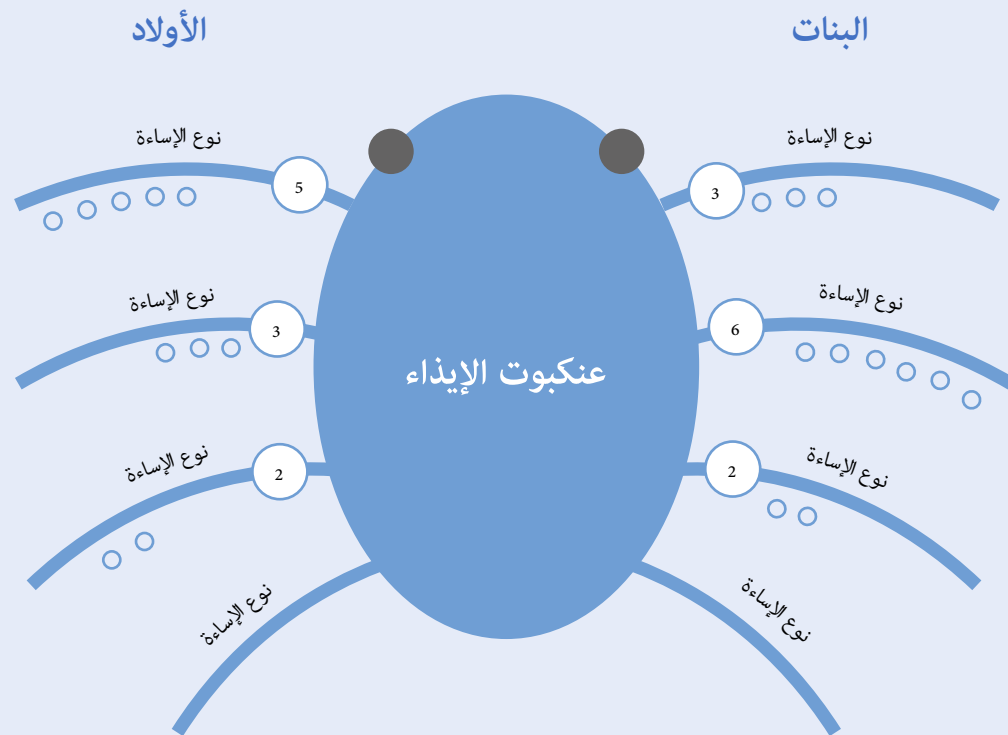 البنات
الأولاد
نوع الإساءة
نوع الإساءة
3
5
نوع الإساءة
نوع الإساءة
6
3
عنكبوت الإيذاء
نوع الإساءة
نوع الإساءة
2
2
نوع الإساءة
نوع الإساءة